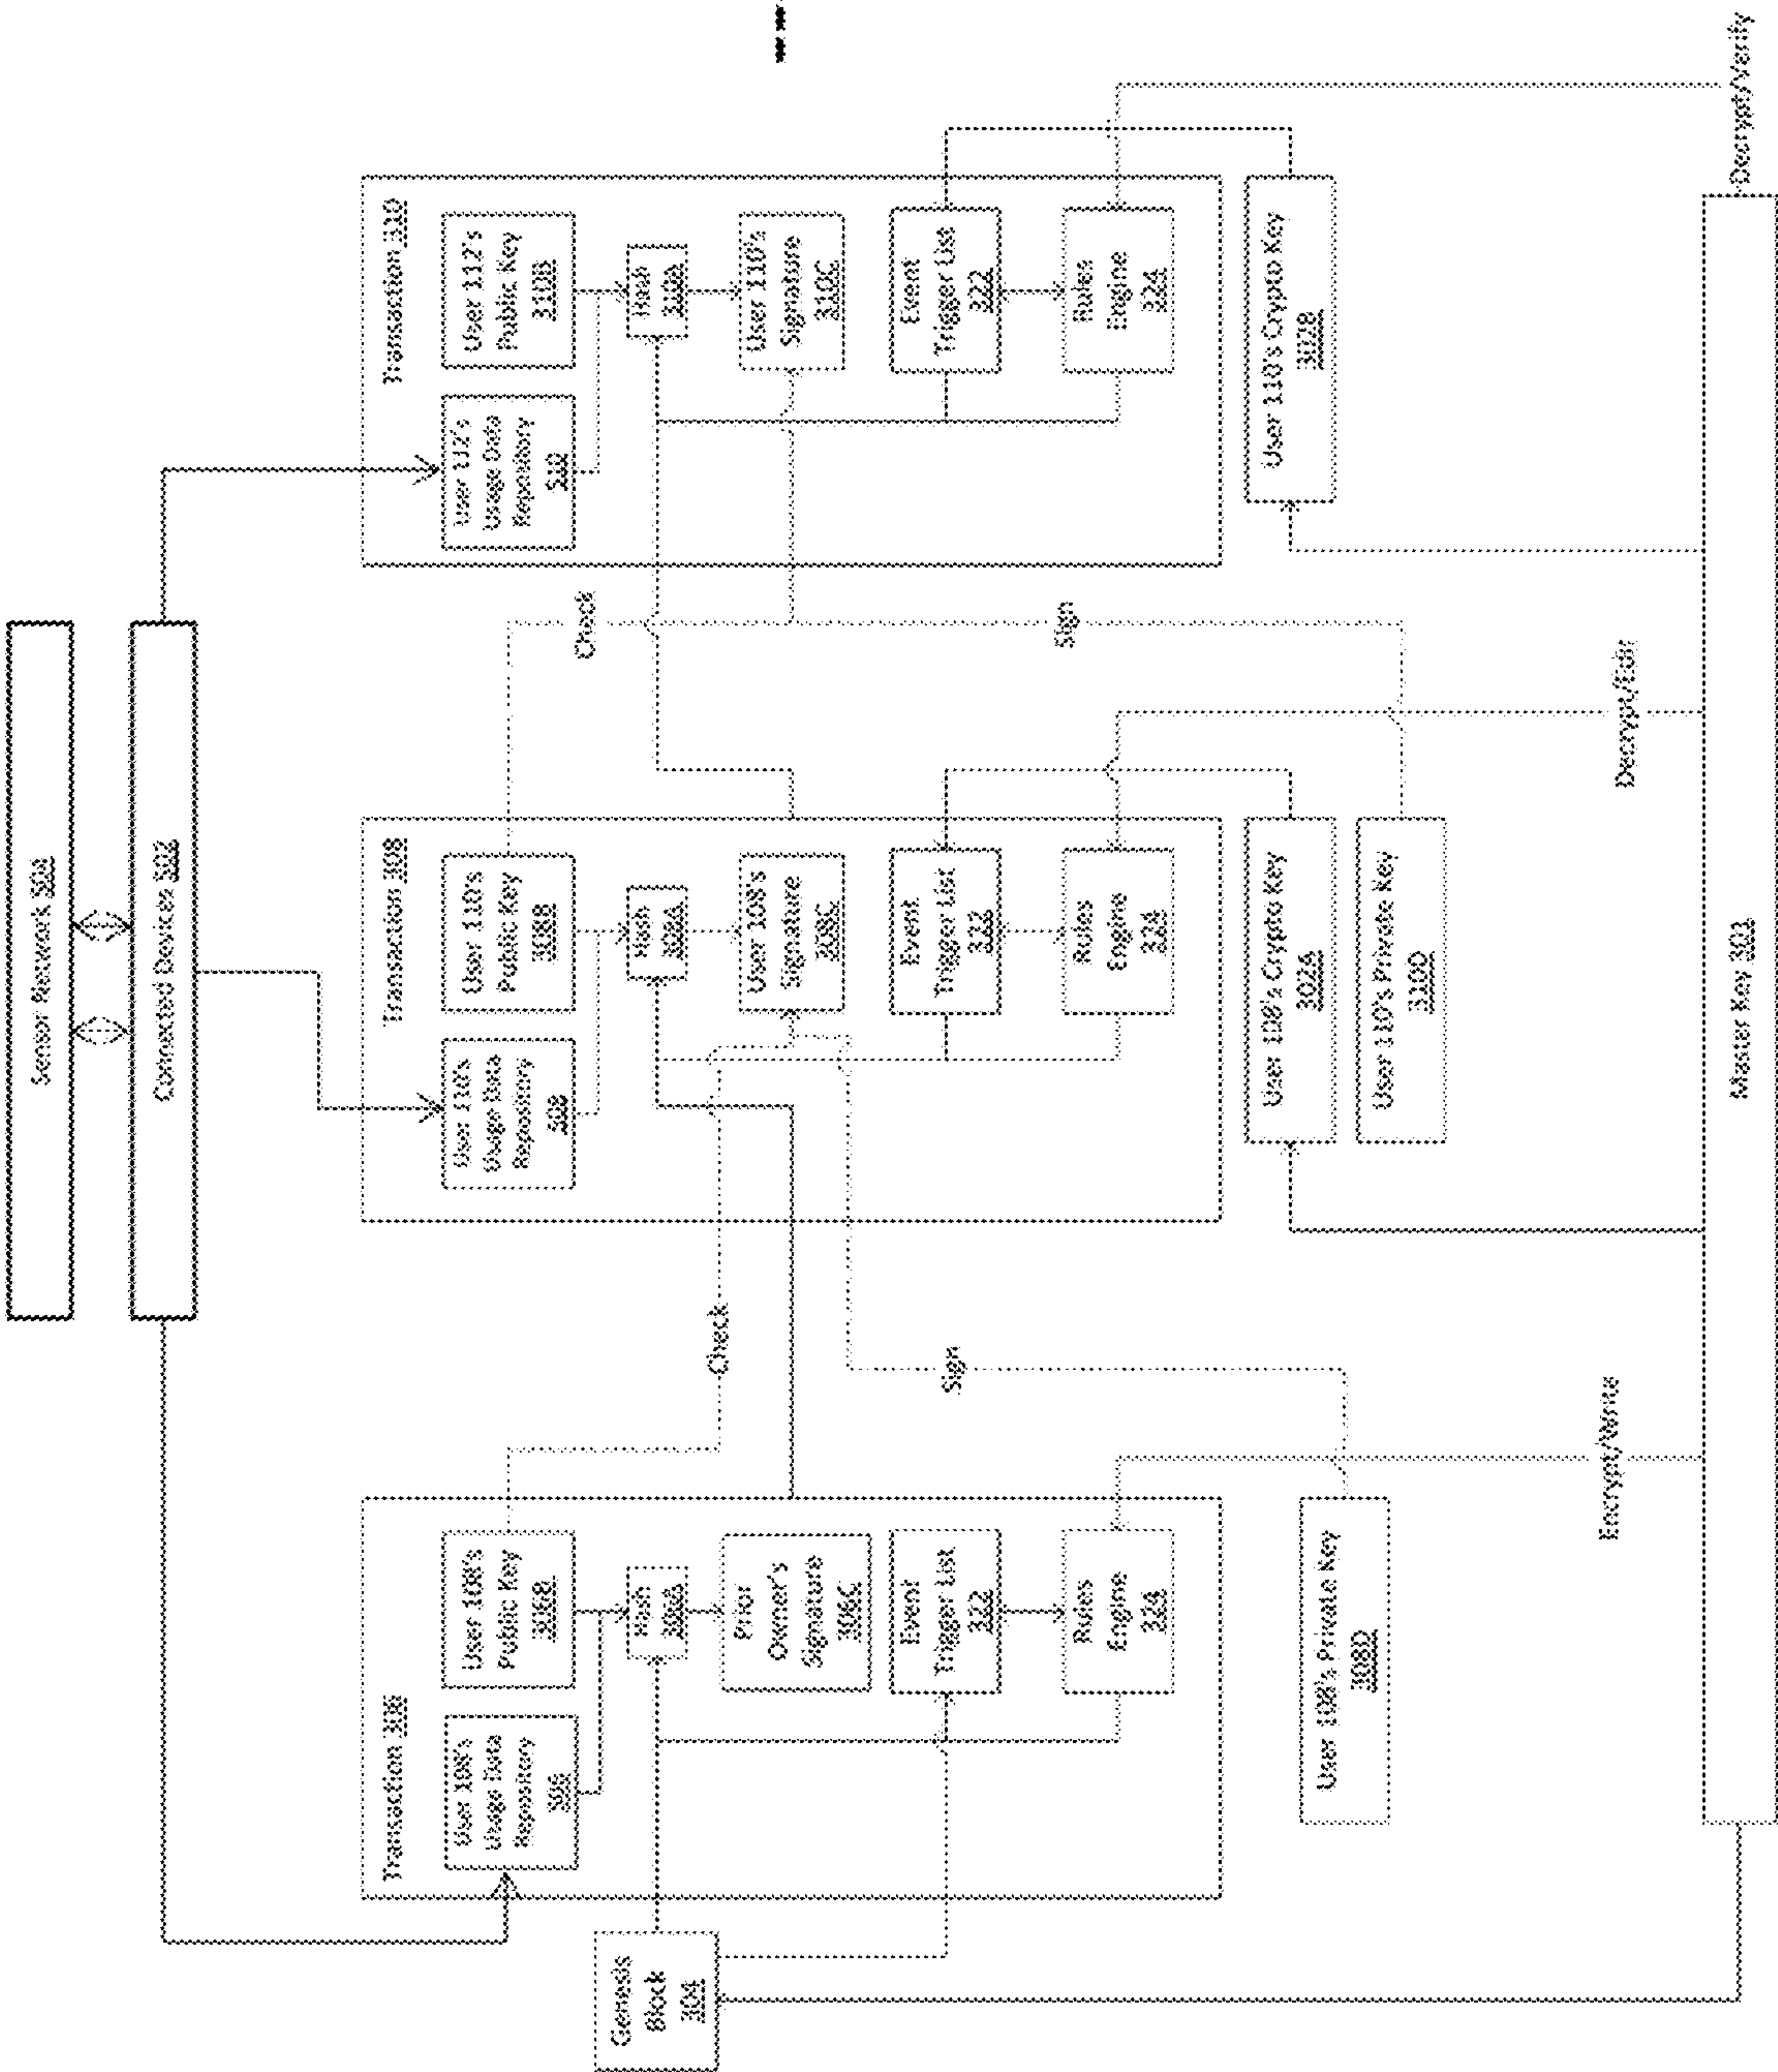 Sensor Network 504
Connected Devices 502
Genesis
Block
304
Transaction 306
User 108's
Usage Data
Repository
506
User 108's
Public Key
306B
Hash
306A
Prior
Owner's
Signature
306C
Event
Trigger List
322
Rules
Engine
324
User 108's Private Key
308D
Check
Sign
Encrypt/Write
Transaction 308
User 110's
Usage Data
Repository
508
User 110's
Public Key
308B
Hash
308A
User 108's
Signature
308C
Event
Trigger List
322
Rules
Engine
324
User 108's Crypto Key
302A
User 110's Private Key
310D
Check
Sign
Decrypt/Edit
Transaction 310
User 112's
Usage Data
Repository
510
User 112's
Public Key
310B
Hash
310A
User 110's
Signature
310C
Event
Trigger List
322
Rules
Engine
324
User 110's Crypto Key
302B
Master Key 301
Decrypt/Verify